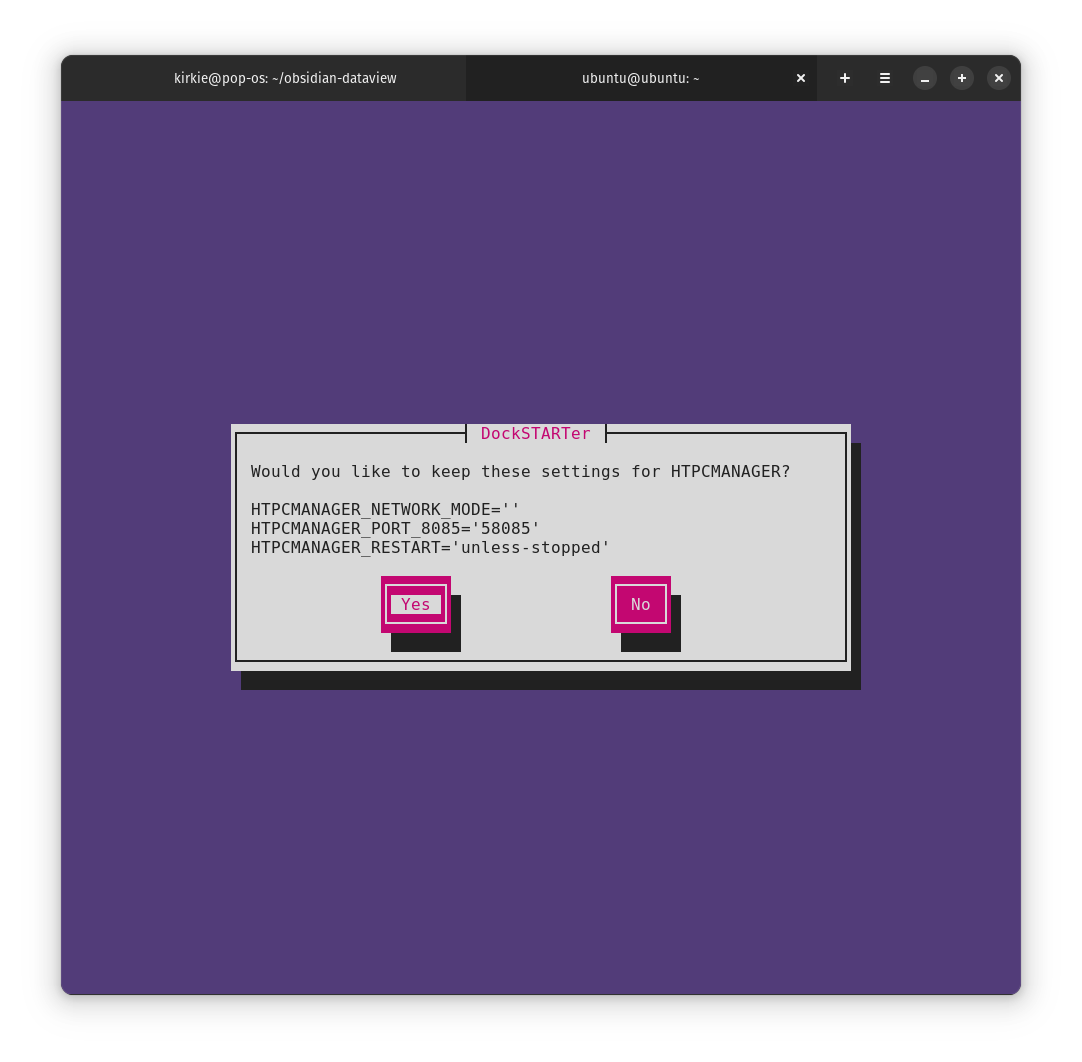 kirkie@pop-os: ~/obsidian-dataview
ubuntu@ubuntu: ~
DockSTARTer
Would you like to keep these settings for HTPCMANAGER?
HTPCMANAGER_NETWORK_MODE=''
HTPCMANAGER_PORT_8085='58085'
HTPCMANAGER_RESTART='unless-stopped'
Yes No